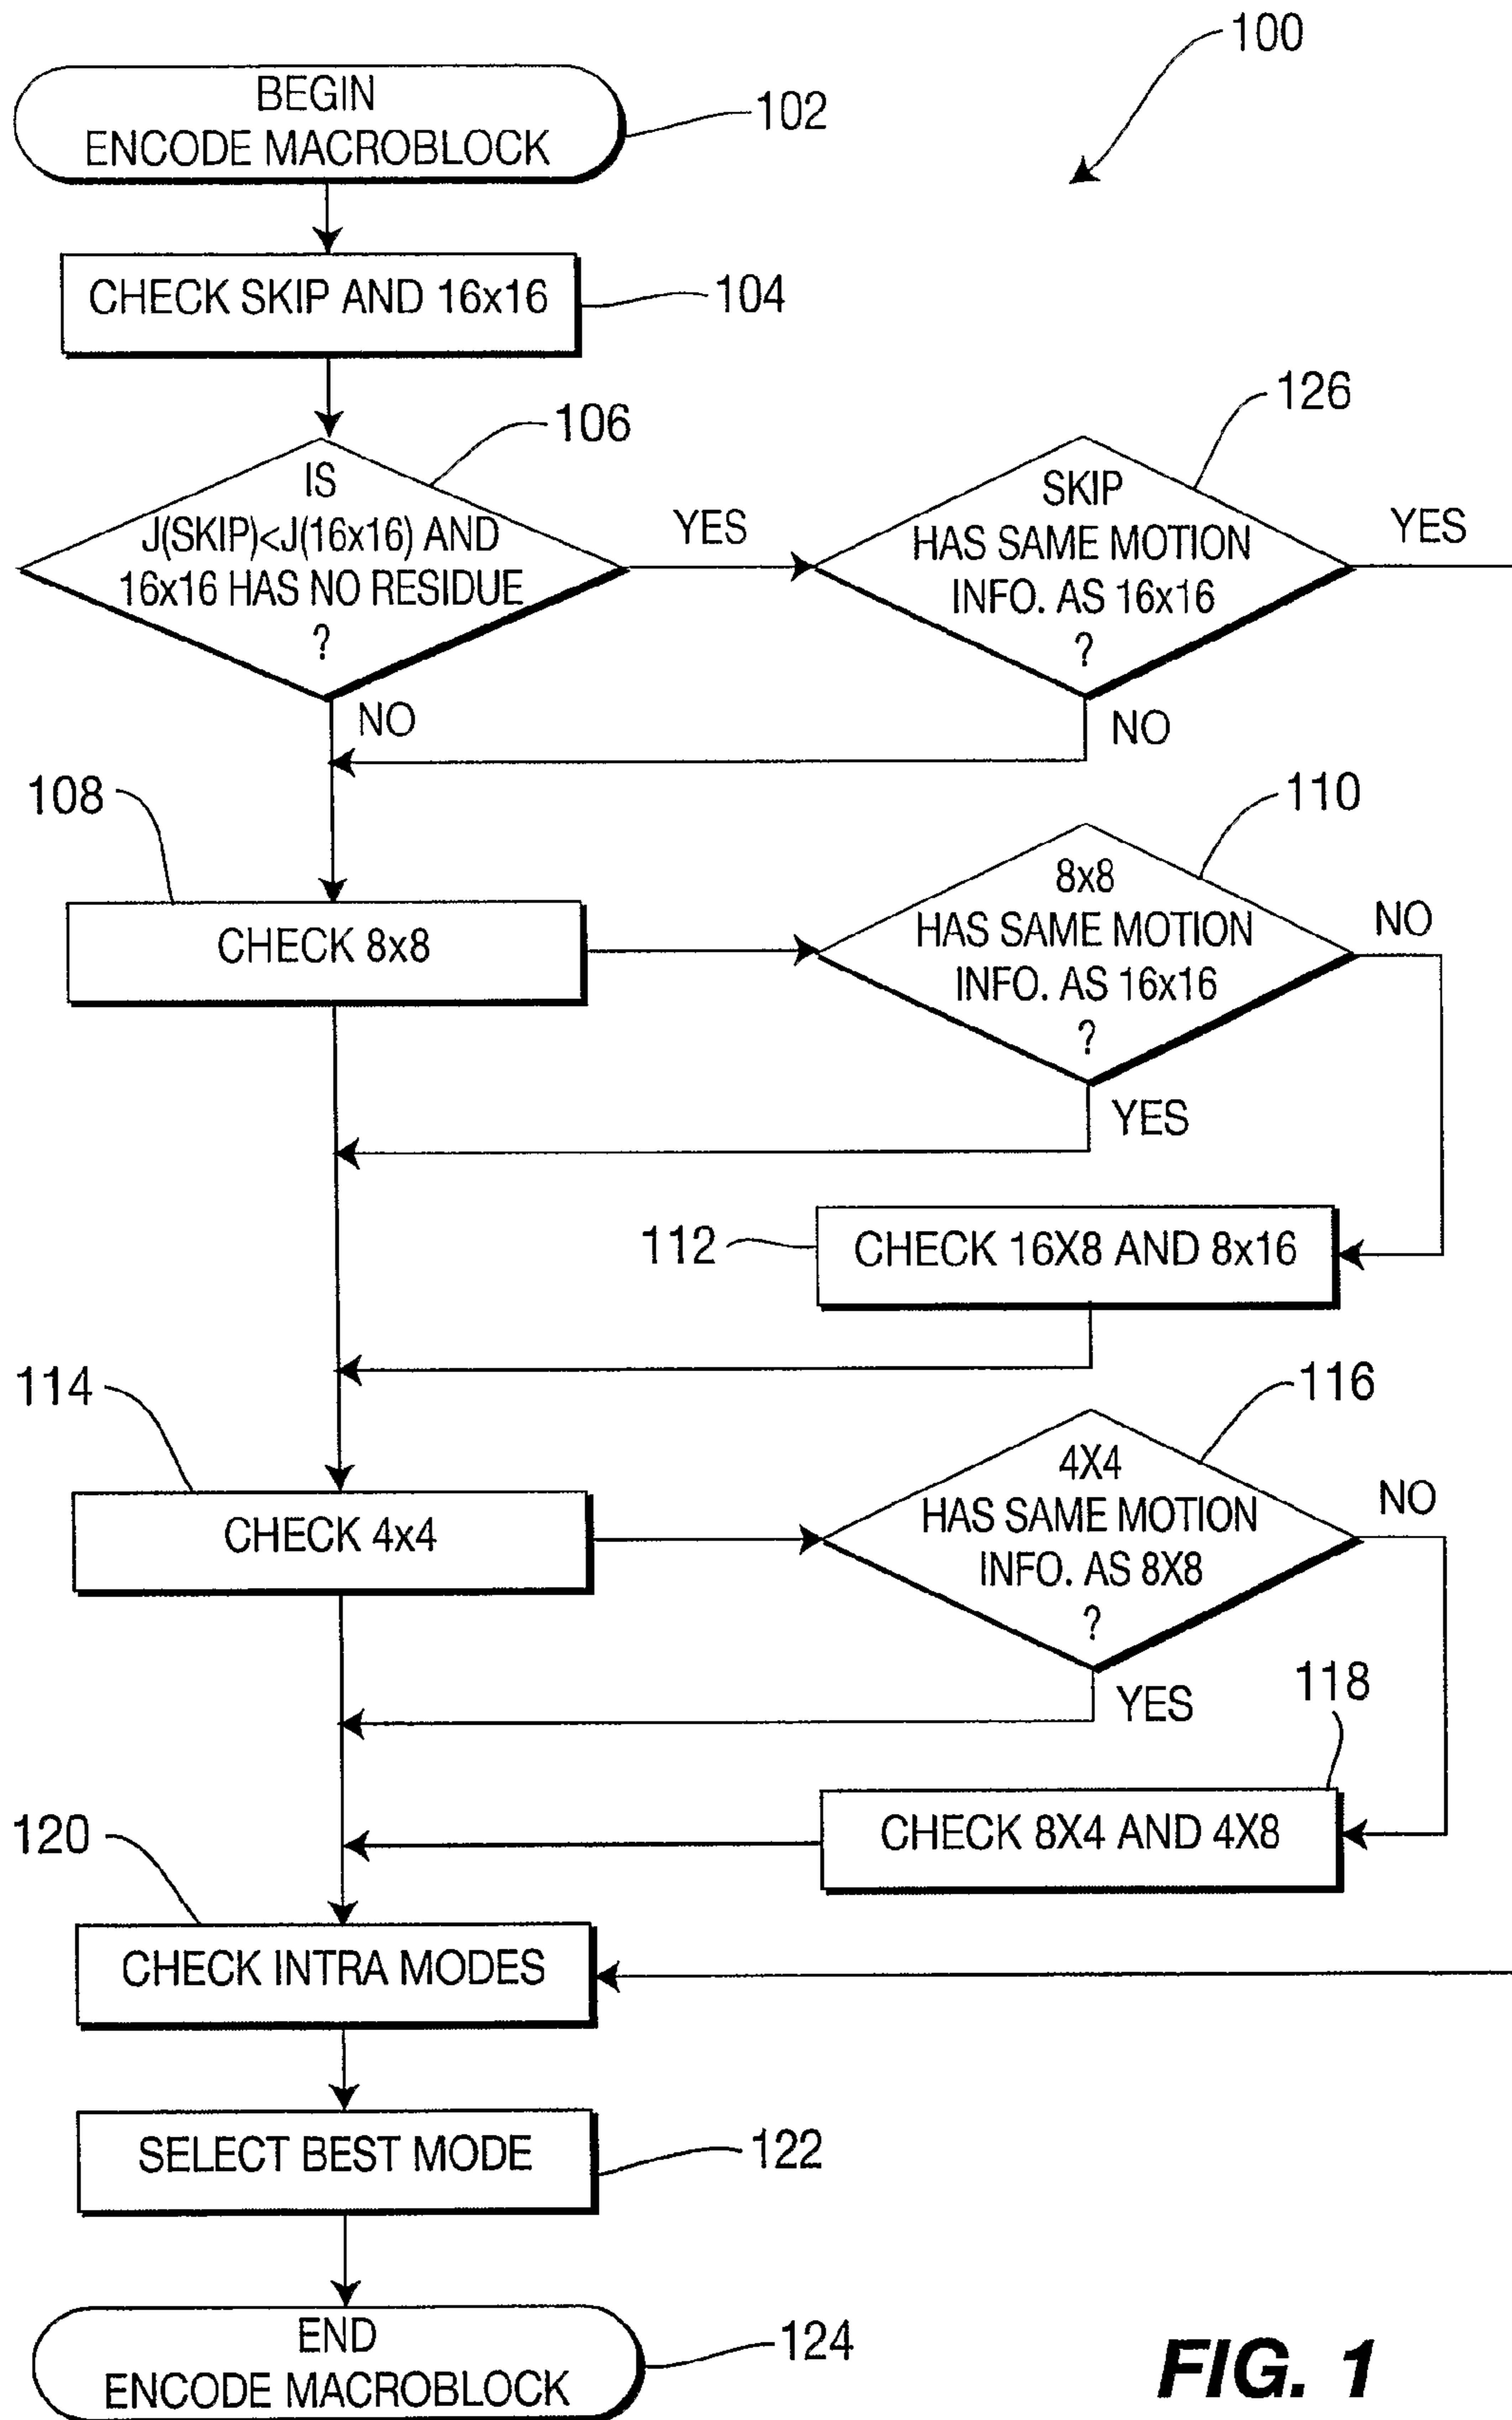 100
BEGIN
ENCODE MACROBLOCK
102
CHECK SKIP AND 16x16
104
106
IS
J(SKIP)<J(16x16) AND
16x16 HAS NO RESIDUE
?
YES
NO
126
SKIP
HAS SAME MOTION
INFO. AS 16x16
?
YES
NO
108
CHECK 8x8
110
8x8
HAS SAME MOTION
INFO. AS 16x16
?
NO
YES
112
CHECK 16X8 AND 8x16
114
CHECK 4x4
116
4X4
HAS SAME MOTION
INFO. AS 8X8
?
NO
YES
118
CHECK 8X4 AND 4X8
120
CHECK INTRA MODES
SELECT BEST MODE
122
END
ENCODE MACROBLOCK
124
FIG. 1